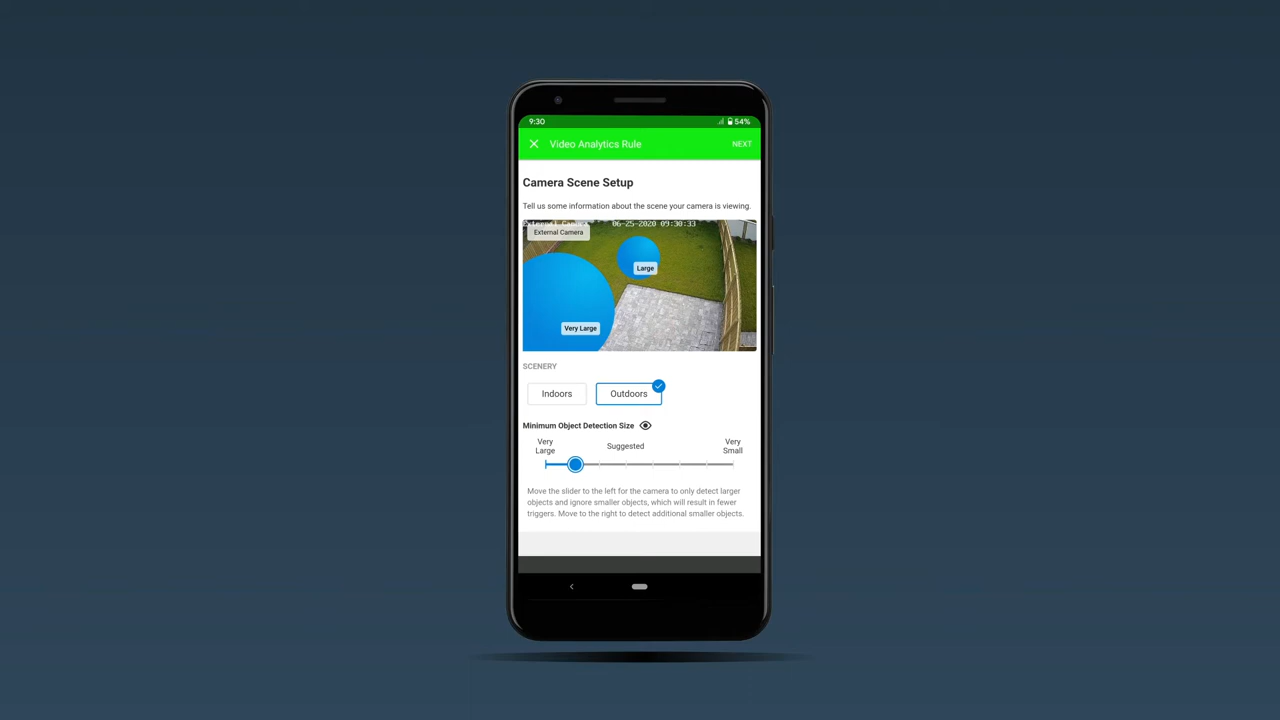 9:30
54%
Video Analytics Rule
NEXT
Camera Scene Setup
Tell us some information about the scene your camera is viewing.
06-25-2020 09:30:33
External Camera
Large
Very Large
SCENERY
Indoors
Outdoors
Minimum Object Detection Size
Very Large
Suggested
Very Small
Move the slider to the left for the camera to only detect larger
objects and ignore smaller objects, which will result in fewer
triggers. Move to the right to detect additional smaller objects.